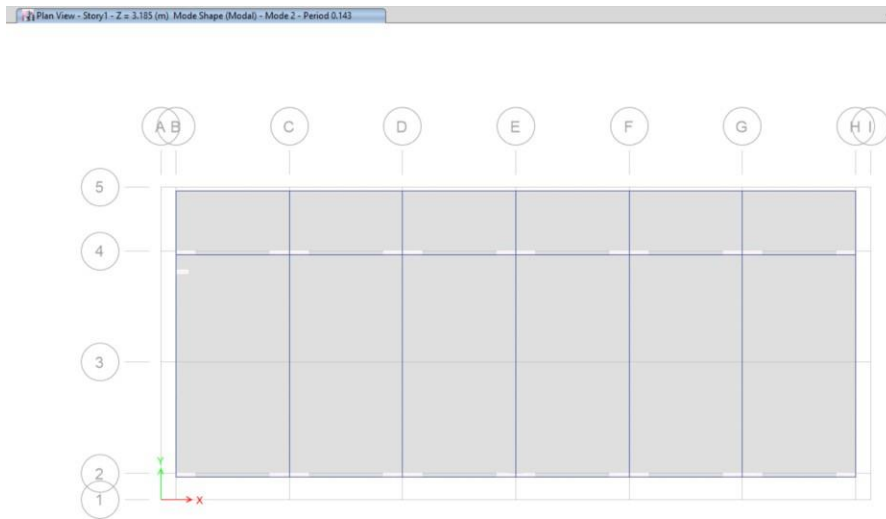 Plan View - Story1 - Z = 3.185 (m) Mode Shape (Modal) - Mode 2 - Period 0.143
A B C D E F G H I
5
4
3
2
1
Y
X